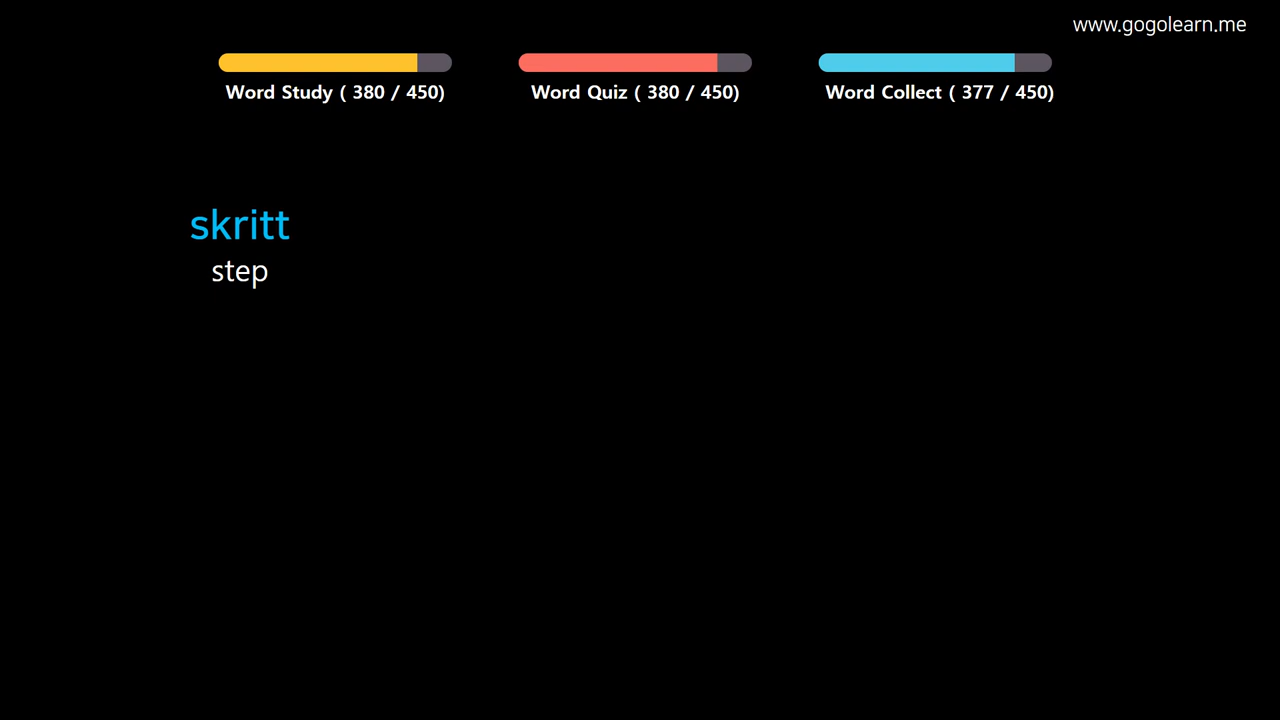 www.gogolearn.me
Word Study ( 380 / 450)
Word Quiz ( 380 / 450)
Word Collect ( 377 / 450)
skritt
step